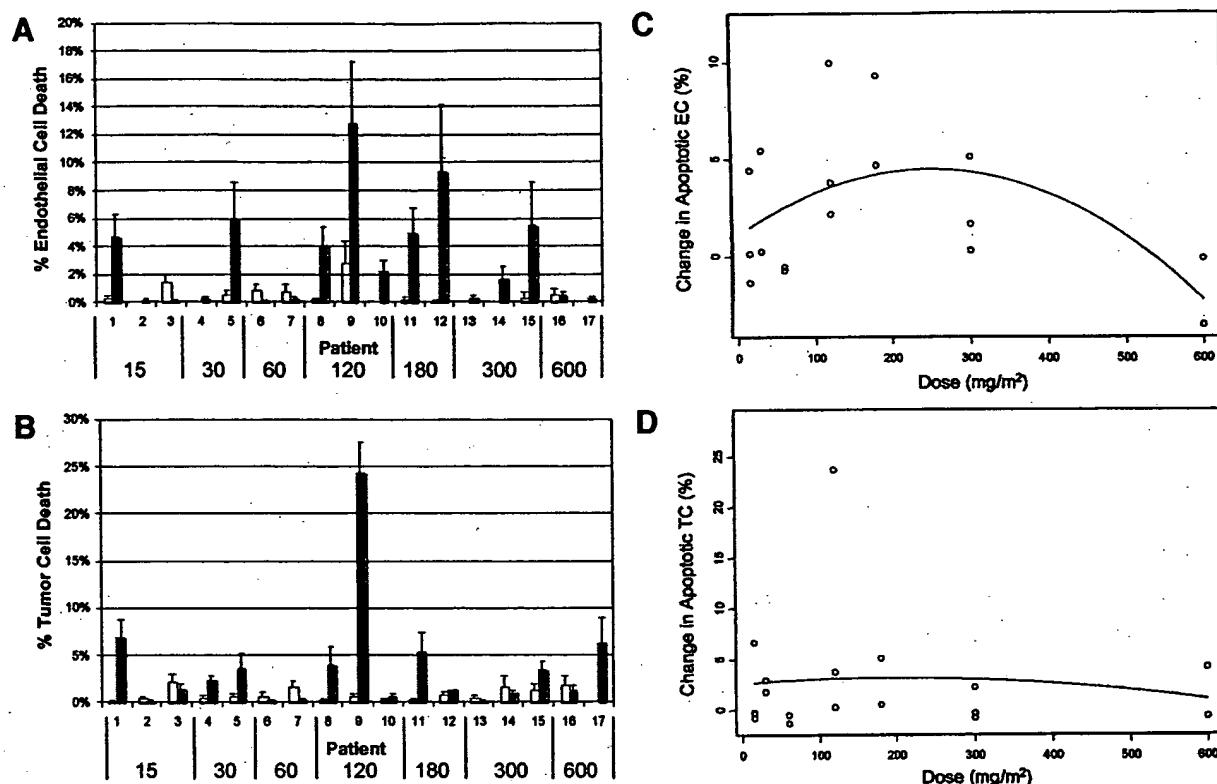 A
% Endothelial Cell Death
20%
18%
16%
14%
12%
10%
8%
6%
4%
2%
0%
1 2 3 4 5 6 7 8 9 10 11 12 13 14 15 16 17
Patient
15 30 60 120 180 300 600
B
% Tumor Cell Death
30%
25%
20%
15%
10%
5%
0%
1 2 3 4 5 6 7 8 9 10 11 12 13 14 15 16 17
Patient
15 30 60 120 180 300 600
C
Change in Apoptotic EC (%)
10
5
0
0 100 200 300 400 500 600
Dose (mg/m²)
D
Change in Apoptotic TC (%)
25
20
15
10
5
0
0 100 200 300 400 500 600
Dose (mg/m²)